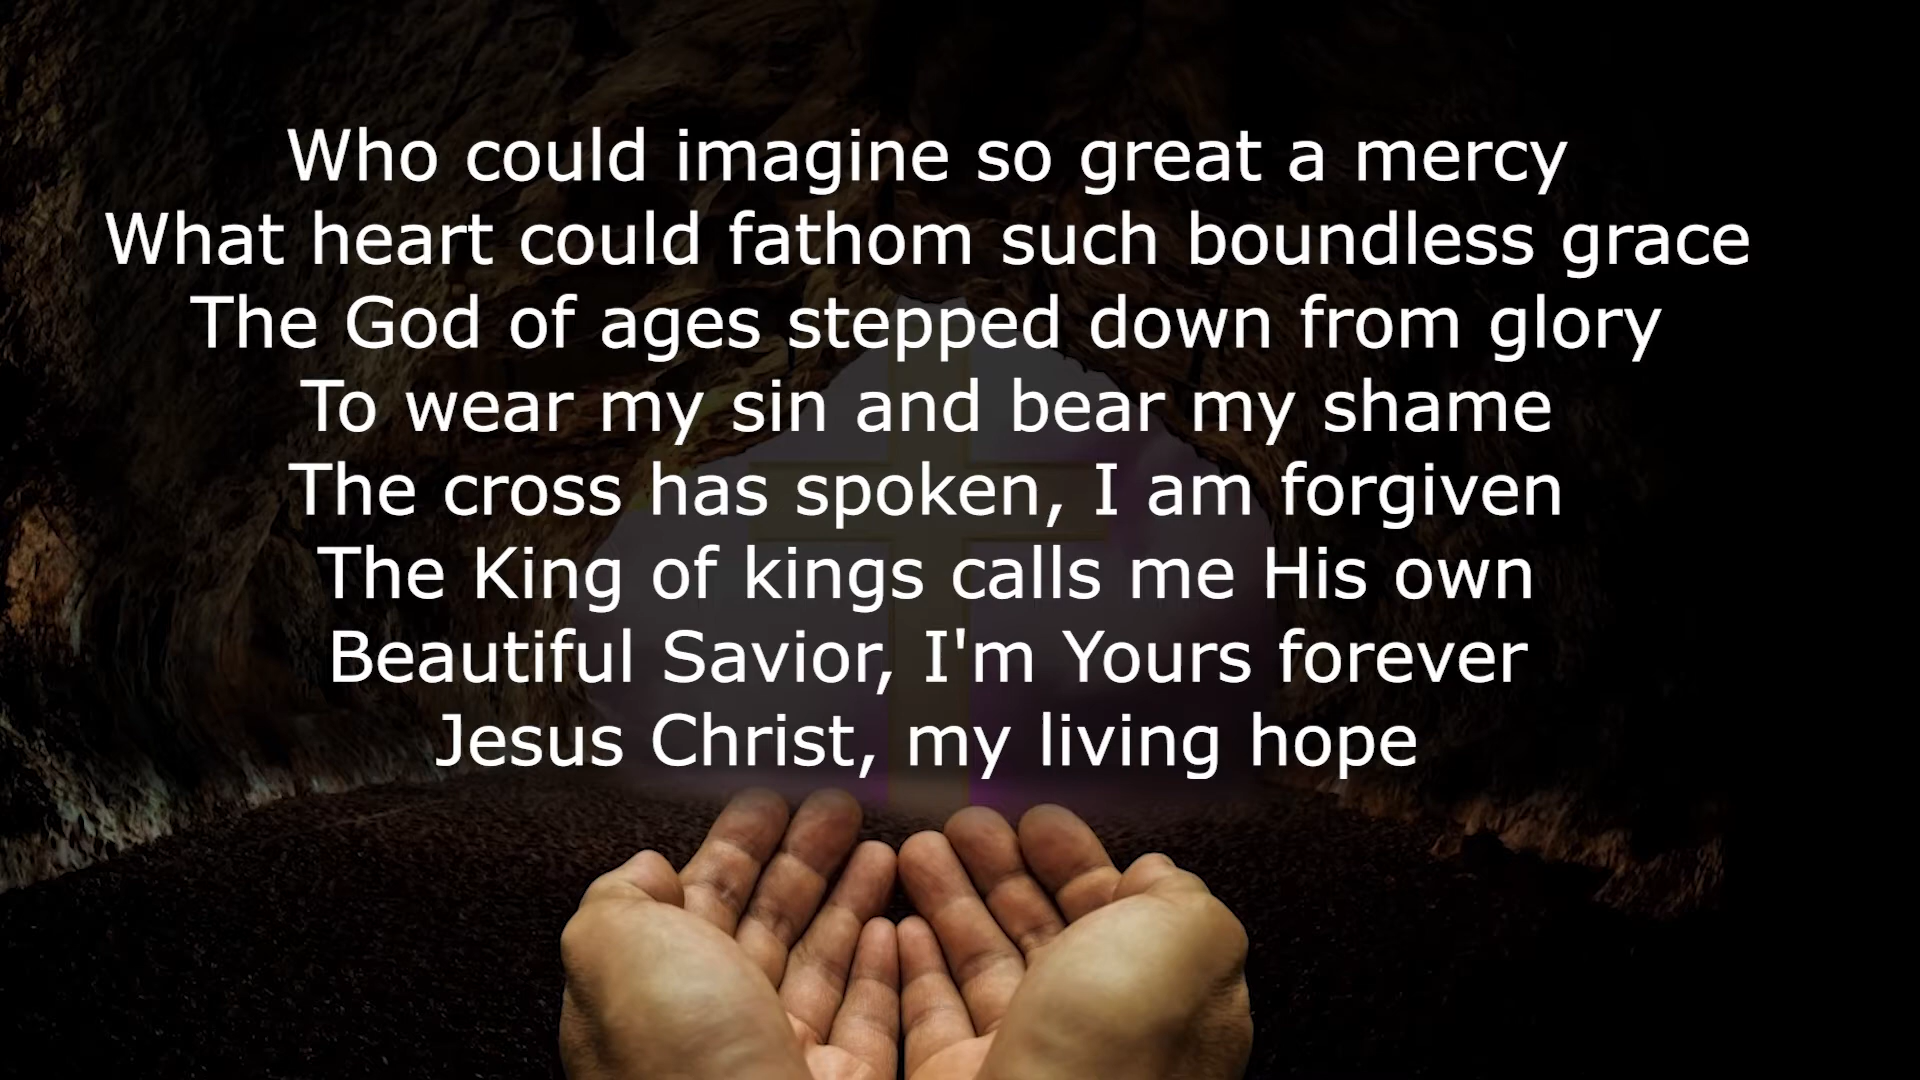 Who could imagine so great a mercy
What heart could fathom such boundless grace
The God of ages stepped down from glory
To wear my sin and bear my shame
The cross has spoken, I am forgiven
The King of kings calls me His own
Beautiful Savior, I'm Yours forever
Jesus Christ, my living hope